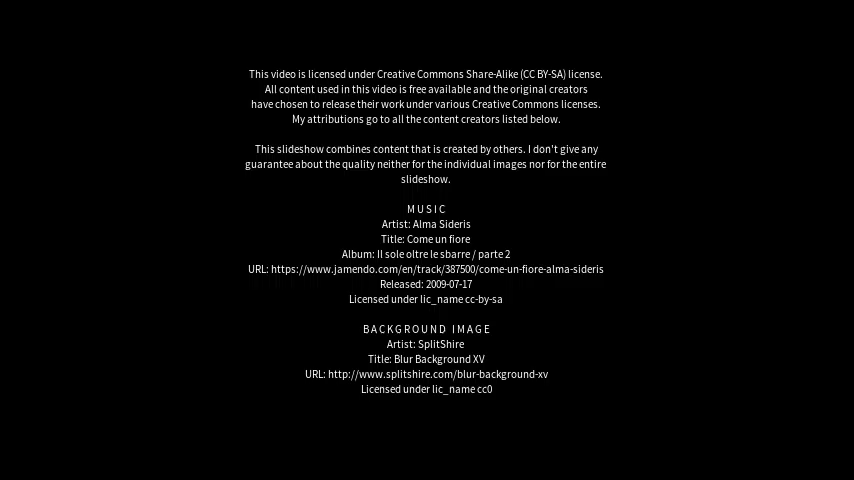 This video is licensed under Creative Commons Share-Alike (CC BY-SA) license.
All content used in this video is free available and the original creators
have chosen to release their work under various Creative Commons licenses.
My attributions go to all the content creators listed below.
This slideshow combines content that is created by others. I don't give any
guarantee about the quality neither for the individual images nor for the entire
slideshow.
MUSIC
Artist: Alma Sideris
Title: Come un fiore
Album: Il sole oltre le sbarre / parte 2
URL: https://www.jamendo.com/en/track/387500/come-un-fiore-alma-sideris
Released: 2009-07-17
Licensed under lic_name cc-by-sa
BACKGROUND IMAGE
Artist: SplitShire
Title: Blur Background XV
URL: http://www.splitshire.com/blur-background-xv
Licensed under lic_name cc0